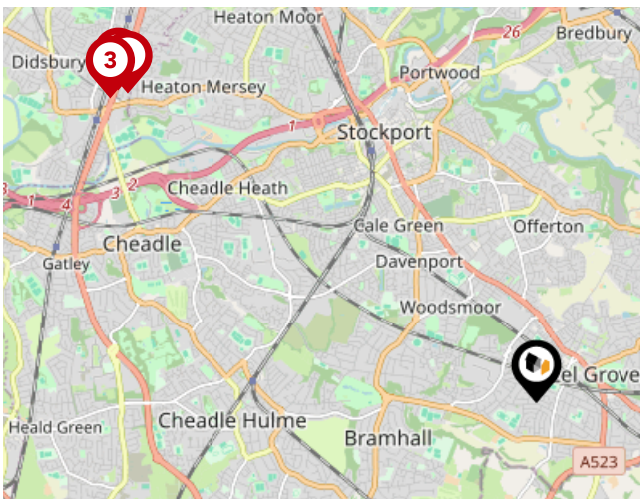 Heaton Moor
26
Bredbury
Didsbury
3
Portwood
Heaton Mersey
1
Stockport
3
2
3
Cheadle Heath
1
4
Cale Green
Offerton
Cheadle
Gatley
Davenport
Woodsmoor
el Grove
Cheadle Hulme
Heald Green
Bramhall
A523